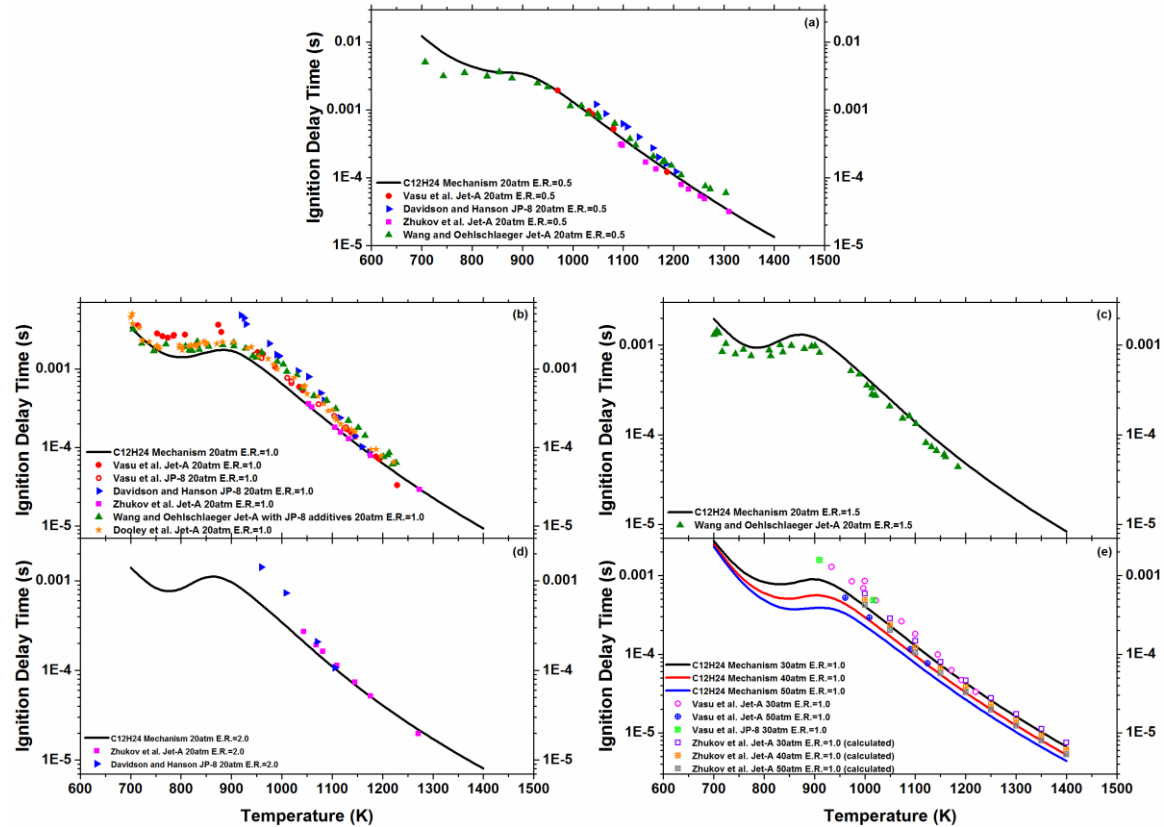 (a)
Ignition Delay Time (s)
0.01
0.001
1E-4
1E-5
0.01
0.001
1E-4
1E-5
C12H24 Mechanism 20atm E.R.=0.5
Vasu et al. Jet-A 20atm E.R.=0.5
Davidson and Hanson JP-8 20atm E.R.=0.5
Zhukov et al. Jet-A 20atm E.R.=0.5
Wang and Oehlschlaeger Jet-A 20atm E.R.=0.5
600 700 800 900 1000 1100 1200 1300 1400 1500
(b)
Ignition Delay Time (s)
0.001
1E-4
1E-5
0.001
1E-4
1E-5
C12H24 Mechanism 20atm E.R.=1.0
Vasu et al. Jet-A 20atm E.R.=1.0
Vasu et al. JP-8 20atm E.R.=1.0
Davidson and Hanson JP-8 20atm E.R.=1.0
Zhukov et al. Jet-A 20atm E.R.=1.0
Wang and Oehlschlaeger Jet-A with JP-8 additives 20atm E.R.=1.0
Dooley et al. Jet-A 20atm E.R.=1.0
(c)
Ignition Delay Time (s)
0.001
1E-4
1E-5
0.001
1E-4
1E-5
C12H24 Mechanism 20atm E.R.=1.5
Wang and Oehlschlaeger Jet-A 20atm E.R.=1.5
(d)
Ignition Delay Time (s)
0.001
1E-4
1E-5
0.001
1E-4
1E-5
C12H24 Mechanism 20atm E.R.=2.0
Zhukov et al. Jet-A 20atm E.R.=2.0
Davidson and Hanson JP-8 20atm E.R.=2.0
600 700 800 900 1000 1100 1200 1300 1400 1500
Temperature (K)
(e)
Ignition Delay Time (s)
0.001
1E-4
1E-5
0.001
1E-4
1E-5
C12H24 Mechanism 30atm E.R.=1.0
C12H24 Mechanism 40atm E.R.=1.0
C12H24 Mechanism 50atm E.R.=1.0
Vasu et al. Jet-A 30atm E.R.=1.0
Vasu et al. Jet-A 50atm E.R.=1.0
Vasu et al. JP-8 30atm E.R.=1.0
Zhukov et al. Jet-A 30atm E.R.=1.0 (calculated)
Zhukov et al. Jet-A 40atm E.R.=1.0 (calculated)
Zhukov et al. Jet-A 50atm E.R.=1.0 (calculated)
600 700 800 900 1000 1100 1200 1300 1400 1500
Temperature (K)